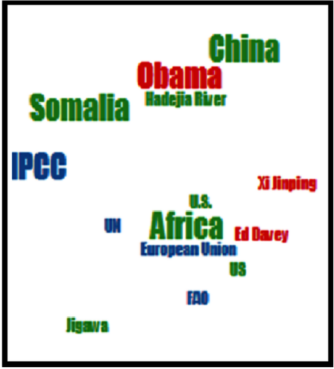 China
Obama
Hadejia River
Somalia
IPCC
Xi Jinping
U.S.
UN
Africa
Ed Davey
European Union
US
FAO
Jigawa